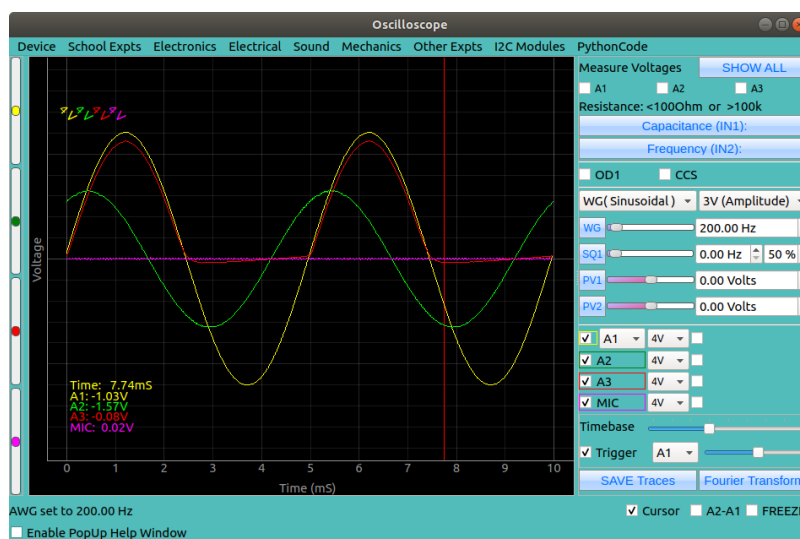 Oscilloscope
Device School Expts Electronics Electrical Sound Mechanics Other Expts I2C Modules PythonCode
Measure Voltages SHOW ALL
A1 A2 A3
Resistance: <100Ohm or >100k
Capacitance (IN1):
Frequency (IN2):
OD1 CCS
WG( Sinusoidal ) 3V (Amplitude)
WG 200.00 Hz
SQ1 0.00 Hz 50 %
PV1 0.00 Volts
PV2 0.00 Volts
A1 4V
A2 4V
A3 4V
MIC 4V
Timebase
Trigger A1
SAVE Traces Fourier Transform
Voltage
Time: 7.74mS
A1: -1.03V
A2: -1.57V
A3: -0.08V
MIC: 0.02V
0 1 2 3 4 5 6 7 8 9 10
Time (mS)
AWG set to 200.00 Hz
Cursor A2-A1 FREEZE
Enable PopUp Help Window